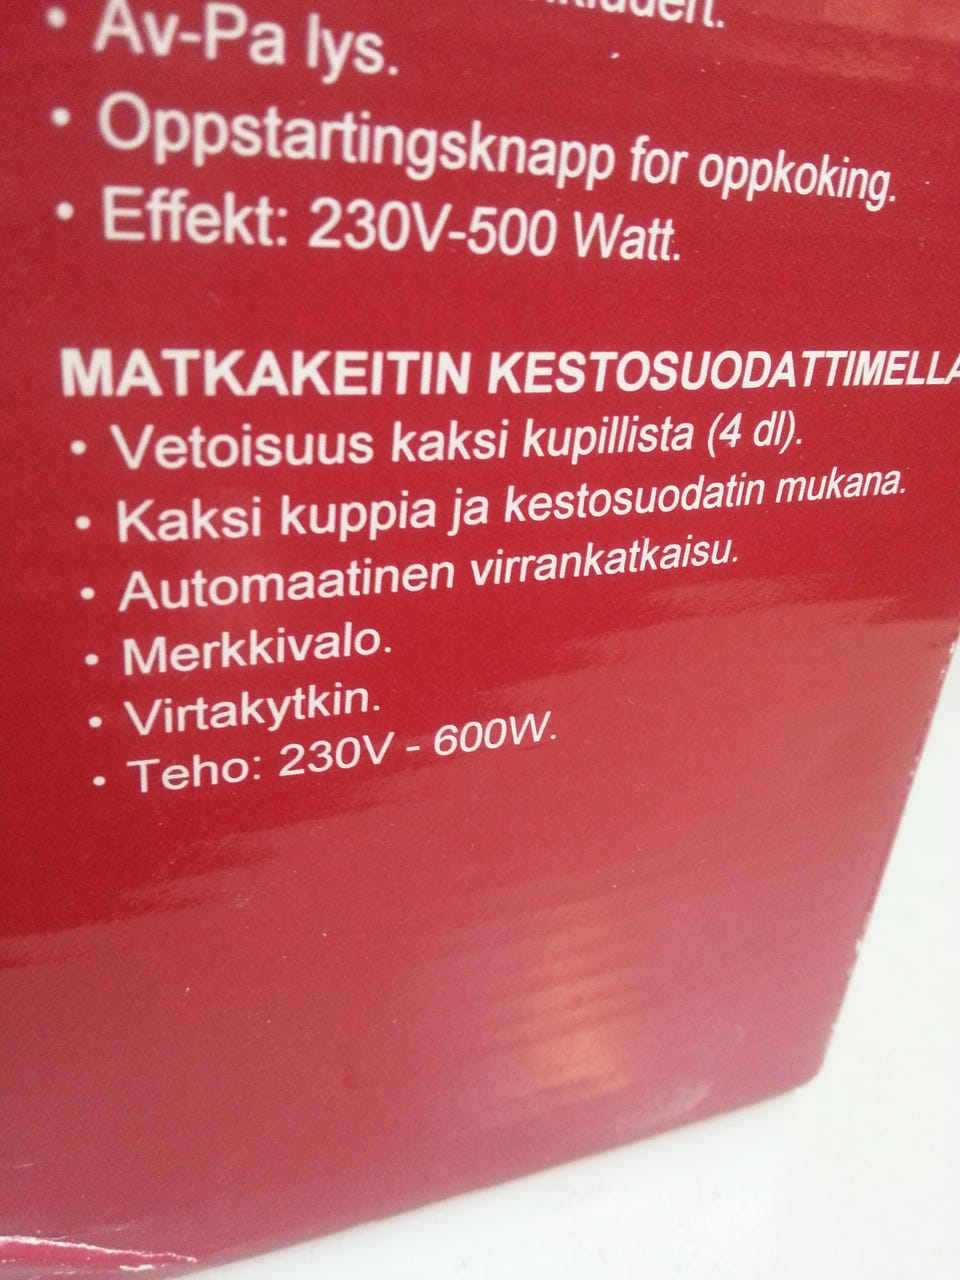 • Av-Pa lys.
• Oppstartingsknapp for oppkoking.
• Effekt: 230V-500 Watt.
MATKAKEITIN KESTOSUODATTIMELLA
• Vetoisuus kaksi kupillista (4 dl).
• Kaksi kuppia ja kestosuodatin mukana.
• Automaatinen virrankatkaisu.
• Merkkivalo.
• Virtakytkin.
• Teho: 230V - 600W.